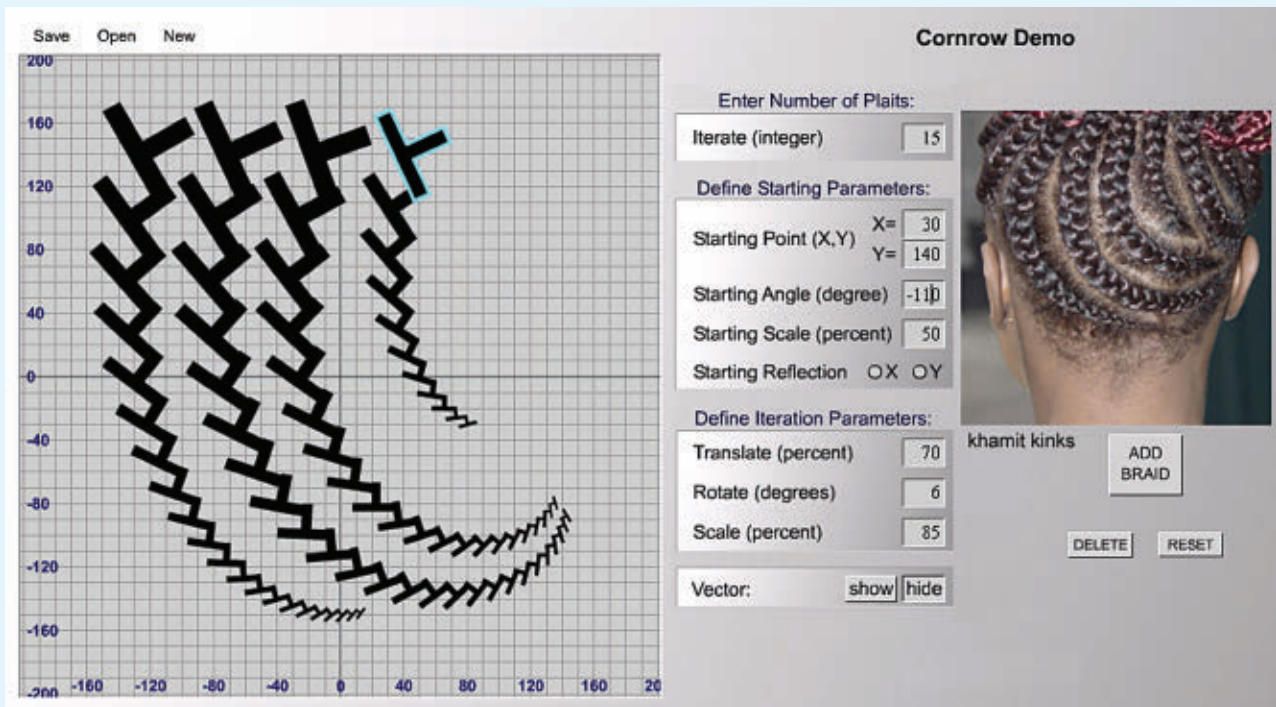 Save Open New
Cornrow Demo
200
160
120
80
40
0
-40
-80
-120
-160
-200
-160 -120 -80 -40 0 40 80 120 160 20
Enter Number of Plaits:
Iterate (integer) 15
Define Starting Parameters:
Starting Point (X,Y) X= 30
Y= 140
Starting Angle (degree) -110
Starting Scale (percent) 50
Starting Reflection X Y
Define Iteration Parameters:
Translate (percent) 70
Rotate (degrees) 6
Scale (percent) 85
Vector: show hide
khamit kinks
ADD
BRAID
DELETE RESET